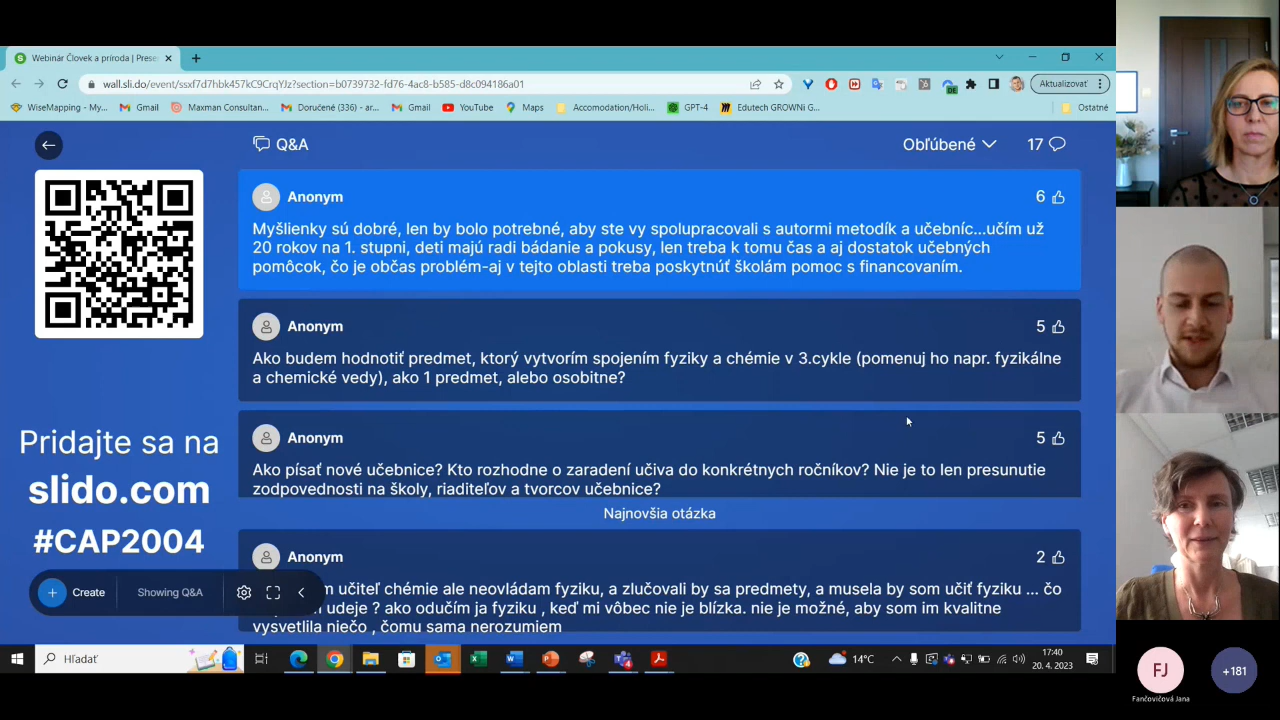 Webinár Človek a príroda | Prese
wall.sli.do/event/ssxf7d7hbk457kC9CrqYJz?section=b0739732-fd76-4ac8-b585-d8c094186a01
Aktualizovať
WiseMapping - My...
Gmail
Maxman Consultan...
Doručené (336) - ar...
Gmail
YouTube
Maps
Accomodation/Holi...
GPT-4
Edutech GROWNi G...
Ostatné
Q&A
Obľúbené
17
Anonym
6
Myšlienky sú dobré, len by bolo potrebné, aby ste vy spolupracovali s autormi metodík a učebníc...učím už
20 rokov na 1. stupni, deti majú radi bádanie a pokusy, len treba k tomu čas a aj dostatok učebných
pomôcok, čo je občas problém-aj v tejto oblasti treba poskytnúť školám pomoc s financovaním.
Anonym
5
Ako budem hodnotiť predmet, ktorý vytvorím spojením fyziky a chémie v 3.cykle (pomenuj ho napr. fyzikálne
a chemické vedy), ako 1 predmet, alebo osobitne?
Anonym
5
Ako písať nové učebnice? Kto rozhodne o zaradení učiva do konkrétnych ročníkov? Nie je to len presunutie
zodpovednosti na školy, riaditeľov a tvorcov učebnice?
Najnovšia otázka
Anonym
2
učiteľ chémie ale neovládam fyziku, a zlučovali by sa predmety, a musela by som učiť fyziku ... čo
udeje ? ako odučím ja fyziku , keď mi vôbec nie je blízka. nie je možné, aby som im kvalitne
vysvetlila niečo , čomu sama nerozumiem
Pridajte sa na
slido.com
#CAP2004
Create
Showing Q&A
Hľadať
14°C
17:40
20. 4. 2023
FJ
Fančovičová Jana
+181